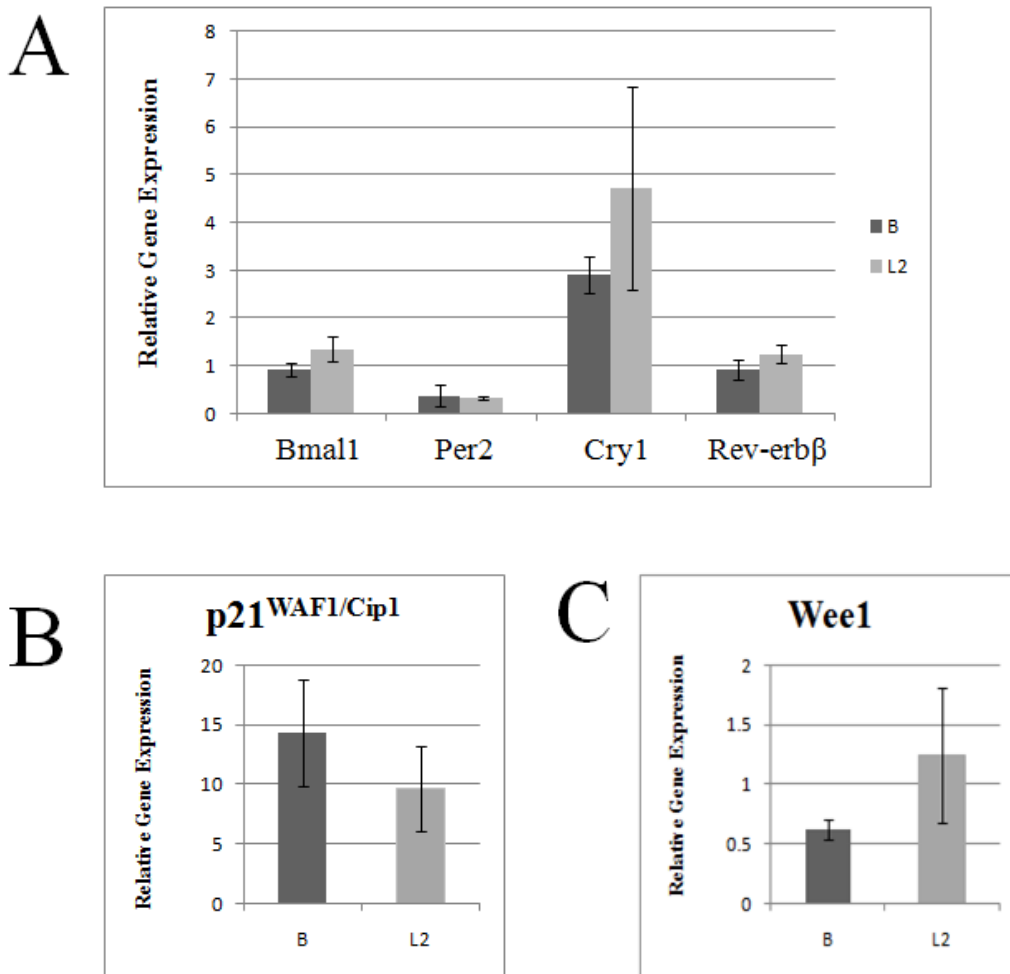 A
Relative Gene Expression
8
7
6
5
4
3
2
1
0
Bmal1 Per2 Cry1 Rev-erbβ
B
L2
B
p21WAF1/Cip1
Relative Gene Expression
20
15
10
5
0
B L2
C
Wee1
Relative Gene Expression
2
1.5
1
0.5
0
B L2